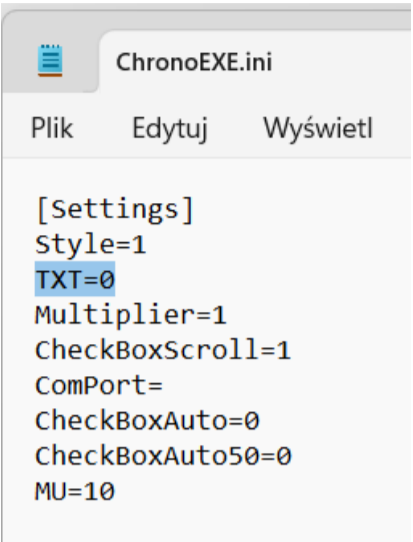 ChronoEXE.ini
Plik Edytuj Wyświetl
[Settings]
Style=1
TXT=0
Multiplier=1
CheckBoxScroll=1
ComPort=
CheckBoxAuto=0
CheckBoxAuto50=0
MU=10